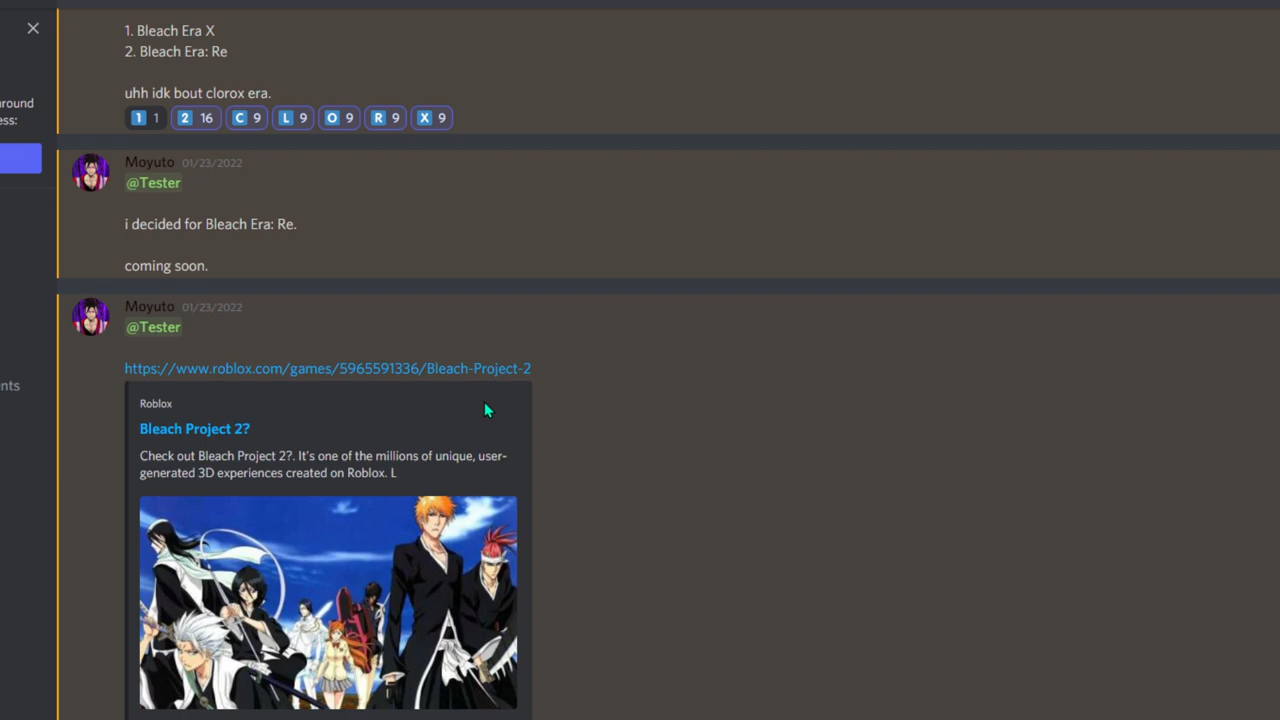 1. Bleach Era X
2. Bleach Era: Re
uhh idk bout clorox era.
1 1 2 16 C 9 L 9 O 9 R 9 X 9
Moyuto 01/23/2022
@Tester
i decided for Bleach Era: Re.
coming soon.
Moyuto 01/23/2022
@Tester
https://www.roblox.com/games/5965591336/Bleach-Project-2
Roblox
Bleach Project 2?
Check out Bleach Project 2?. It's one of the millions of unique, user-
generated 3D experiences created on Roblox. L